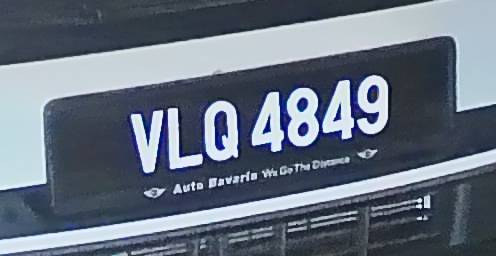 VLQ 4849
Auto Bavaria We Go The Distance